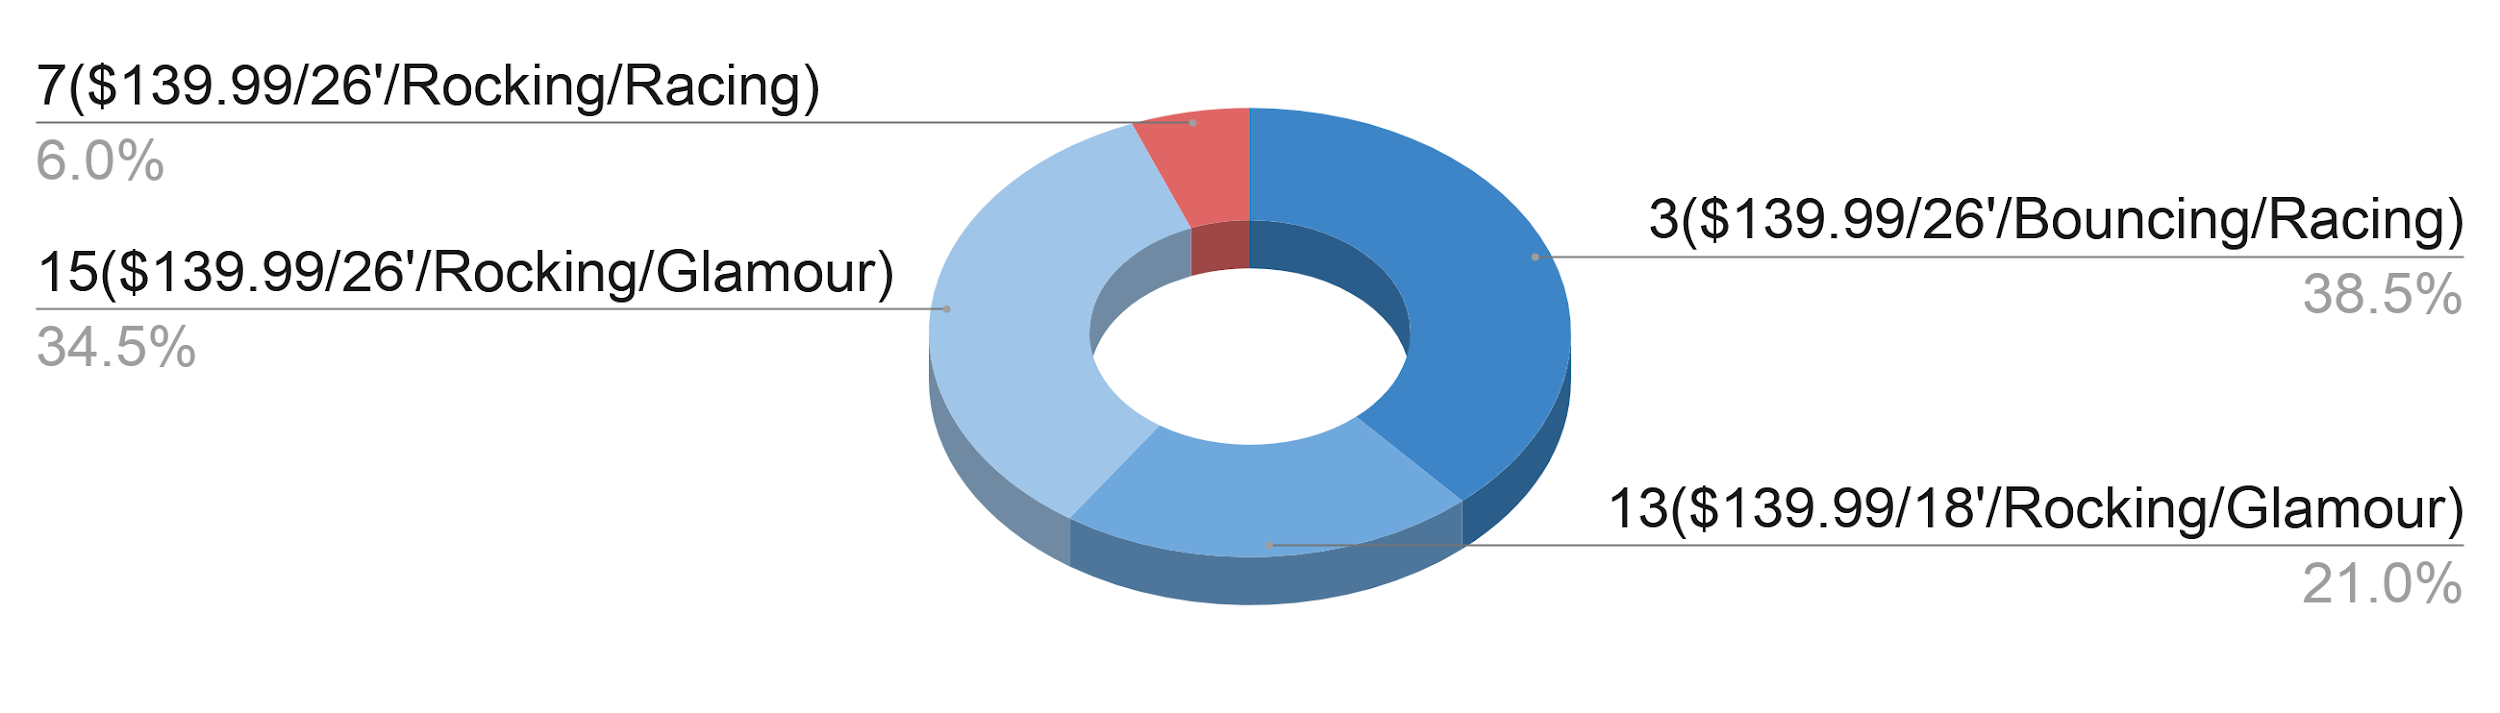 7($139.99/26'/Rocking/Racing)
6.0%
15($139.99/26'/Rocking/Glamour)
34.5%
3($139.99/26'/Bouncing/Racing)
38.5%
13($139.99/18'/Rocking/Glamour)
21.0%